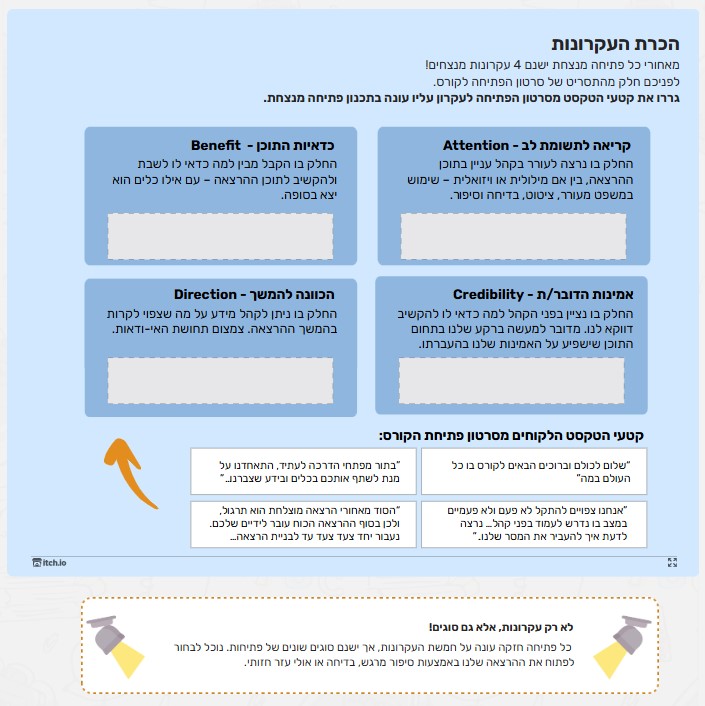 הכרת העקרונות
מאחורי כל פתיחה מנצחת ישנם 4 עקרונות מנצחים!
לפניכם חלק מהתסריט של סרטון הפתיחה לקורס.
גררו את קטעי הטקסט מסרטון הפתיחה לעקרון עליו עונה בתכנון פתיחה מנצחת.
קריאה לתשומת לב - Attention
החלק בו נרצה לעורר בקהל עניין בתוכן
ההרצאה, בין אם מילולית או ויזואלית – שימוש
במשפט מעורר, ציטוט, בדיחה וסיפור.
כדאיות התוכן - Benefit
החלק בו הקבל מבין למה כדאי לו לשבת
ולהקשיב לתוכן ההרצאה – עם אילו כלים הוא
יצא בסופה.
אמינות הדובר/ת - Credibility
החלק בו נציין בפני הקהל למה כדאי לו להקשיב
דווקא לנו. מדובר למעשה ברקע שלנו בתחום
התוכן שישפיע על האמינות שלנו בהעברתו.
הכוונה להמשך - Direction
החלק בו ניתן לקהל מידע על מה שצפוי לקרות
בהמשך ההרצאה. צמצום תחושת האי-ודאות.
קטעי הטקסט הלקוחים מסרטון פתיחת הקורס:
"שלום לכולם וברוכים הבאים לקורס בו כל
העולם במה"
"בתור מפתחי הדרכה לעתיד, התאחדנו על
מנת לשתף אותכם בכלים ובידע שצברנו.."
"אנחנו צפויים להתקל לא פעם ולא פעמיים
במצב בו נדרש לעמוד בפני קהל... נרצה
לדעת איך להעביר את המסר שלנו.."
"הסוד מאחורי הרצאה מוצלחת הוא תרגול,
ולכן בסוף ההרצאה הכוח עובר לידיים שלכם.
נעבור יחד צעד צעד עד לבניית הרצאה...
itch.io
לא רק עקרונות, אלא גם סוגים!
כל פתיחה חזקה עונה על חמשת העקרונות, אך ישנם סוגים שונים של פתיחות. נוכל לבחור
לפתוח את ההרצאה שלנו באמצעות סיפור מרגש, בדיחה או אולי עזר חזותי.